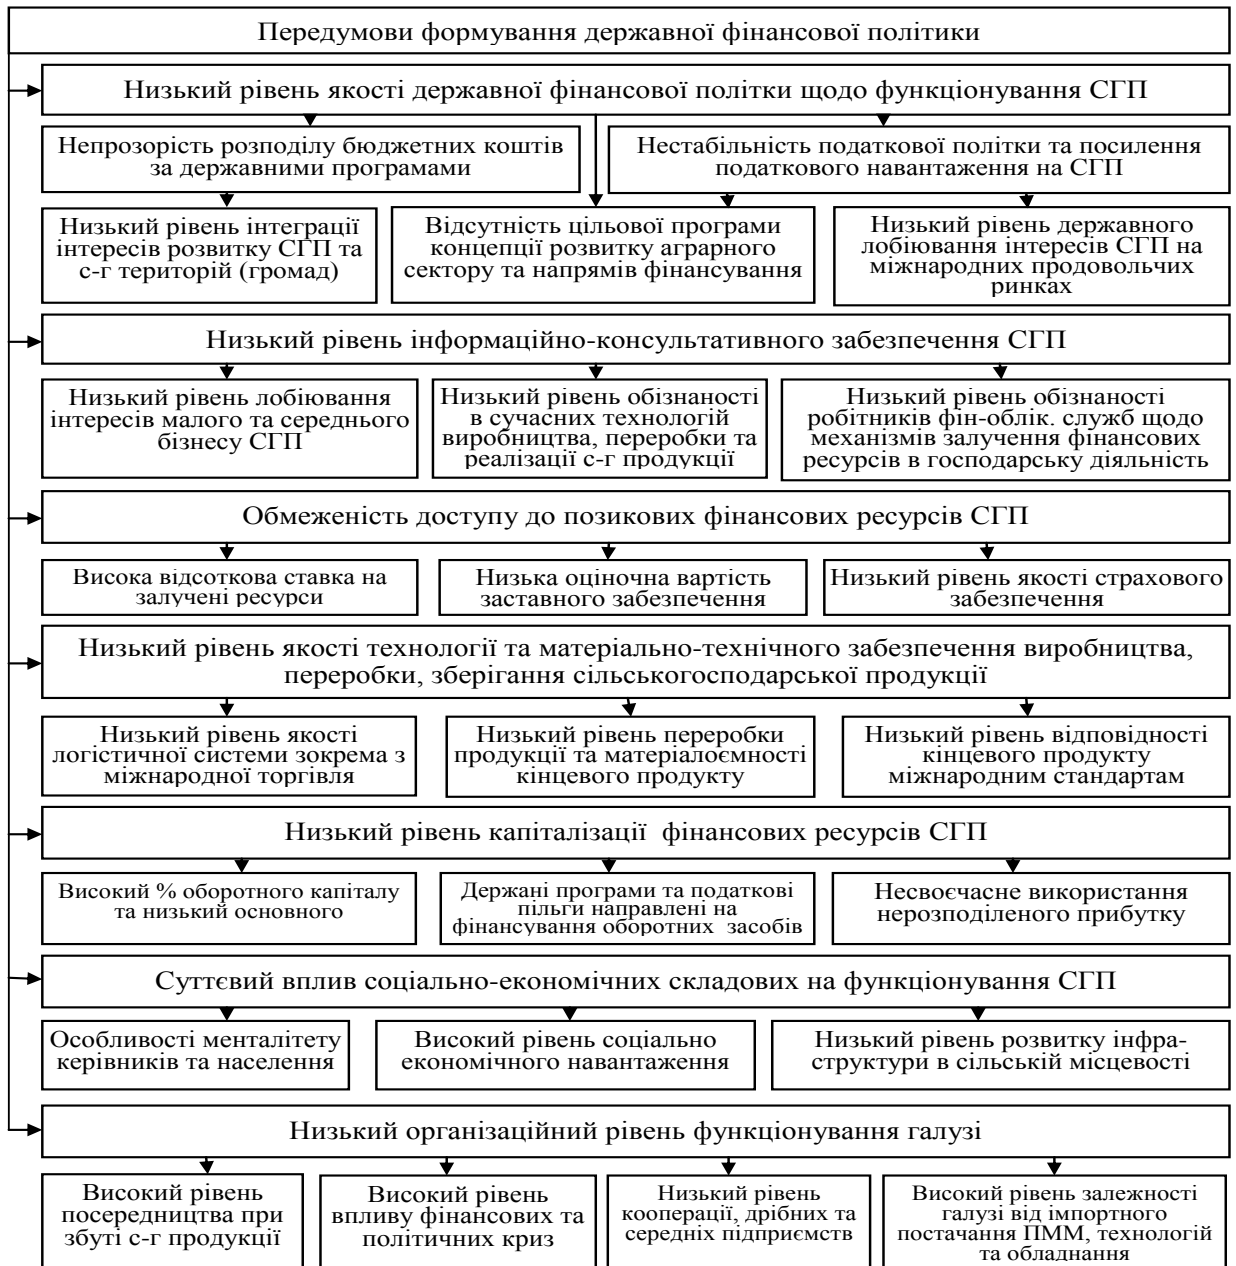 Передумови формування державної фінансової політики
Низький рівень якості державної фінансової політки щодо функціонування СГП
Непрозорість розподілу бюджетних коштів
за державними програмами
Нестабільність податкової політки та посилення
податкового навантаження на СГП
Низький рівень інтеграції
інтересів розвитку СГП та
с-г територій (громад)
Відсутність цільової програми
концепції розвитку аграрного
сектору та напрямів фінансування
Низький рівень державного
лобіювання інтересів СГП на
міжнародних продовольчих
ринках
Низький рівень інформаційно-консультативного забезпечення СГП
Низький рівень лобіювання
інтересів малого та середнього
бізнесу СГП
Низький рівень обізнаності
в сучасних технологій
виробництва, переробки та
реалізації с-г продукції
Низький рівень обізнаності
робітників фін-облік. служб щодо
механізмів залучення фінансових
ресурсів в господарську діяльність
Обмеженість доступу до позикових фінансових ресурсів СГП
Висока відсоткова ставка на
залучені ресурси
Низька оціночна вартість
заставного забезпечення
Низький рівень якості страхового
забезпечення
Низький рівень якості технології та матеріально-технічного забезпечення виробництва,
переробки, зберігання сільськогосподарської продукції
Низький рівень якості
логістичної системи зокрема з
міжнародної торгівля
Низький рівень переробки
продукції та матеріалоємності
кінцевого продукту
Низький рівень відповідності
кінцевого продукту
міжнародним стандартам
Низький рівень капіталізації фінансових ресурсів СГП
Високий % оборотного капіталу
та низький основного
Держані програми та податкові
пільги направлені на
фінансування оборотних засобів
Несвоєчасне використання
нерозподіленого прибутку
Суттєвий вплив соціально-економічних складових на функціонування СГП
Особливості менталітету
керівників та населення
Високий рівень соціально
економічного навантаження
Низький рівень розвитку інфра-
структури в сільській місцевості
Низький організаційний рівень функціонування галузі
Високий рівень
посередництва при
збуті с-г продукції
Високий рівень
впливу фінансових та
політичних криз
Низький рівень
кооперації, дрібних та
середніх підприємств
Високий рівень залежності
галузі від імпортного
постачання ПММ, технологій
та обладнання